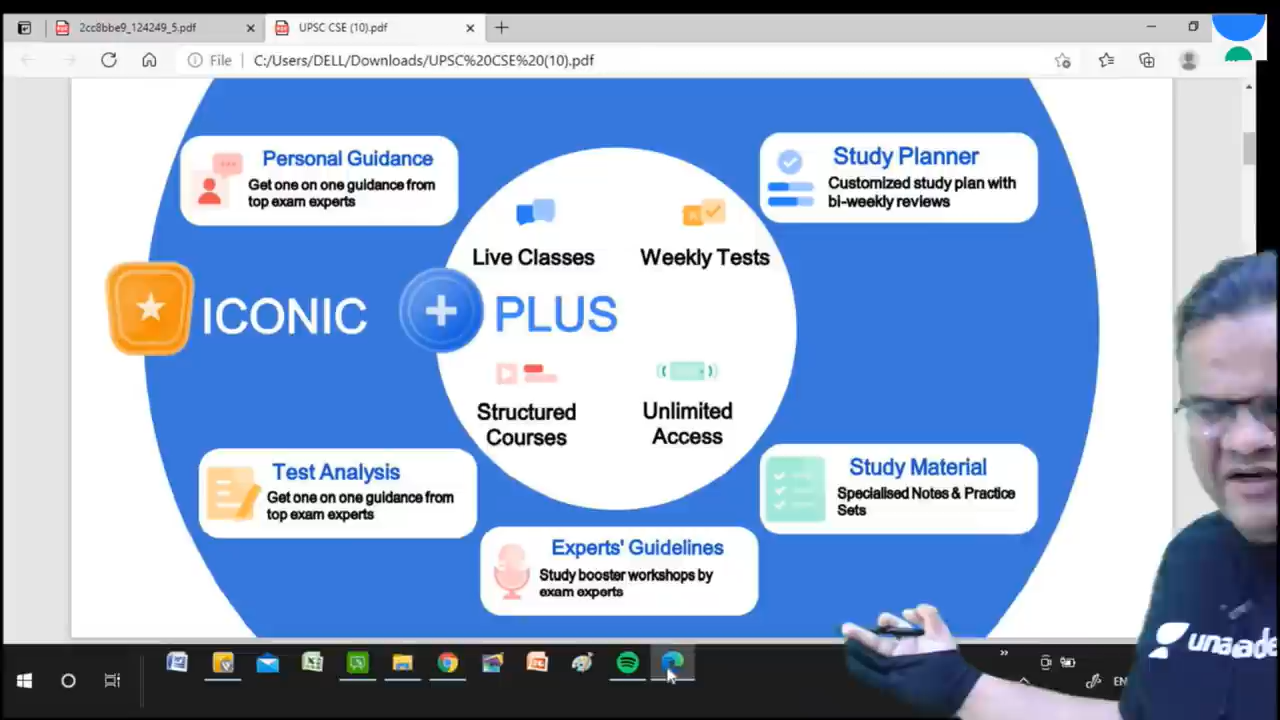 2cc8bbe9_124249_5.pdf
UPSC CSE (10).pdf
File
C:/Users/DELL/Downloads/UPSC%20CSE%20(10).pdf
Personal Guidance
Get one on one guidance from
top exam experts
Study Planner
Customized study plan with
bi-weekly reviews
Live Classes
Weekly Tests
ICONIC
PLUS
Structured
Courses
Unlimited
Access
Test Analysis
Get one on one guidance from
top exam experts
Study Material
Specialised Notes & Practice
Sets
Experts' Guidelines
Study booster workshops by
exam experts
EN